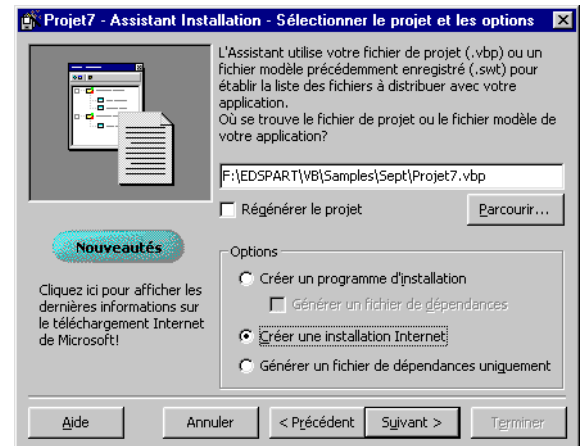 Projet7 - Assistant Installation - Sélectionner le projet et les options
L'Assistant utilise votre fichier de projet (.vbp) ou un
fichier modèle précédemment enregistré (.swt) pour
établir la liste des fichiers à distribuer avec votre
application.
Où se trouve le fichier de projet ou le fichier modèle de
votre application?
F:\EDSPART\VB\Samples\Sept\Projet7.vbp
Régénérer le projet
Parcourir...
Nouveautés
Cliquez ici pour afficher les
dernières informations sur
le téléchargement Internet
de Microsoft!
Options
Créer un programme d'installation
Générer un fichier de dépendances
Créer une installation Internet
Générer un fichier de dépendances uniquement
Aide
Annuler
< Précédent
Suivant >
Terminer